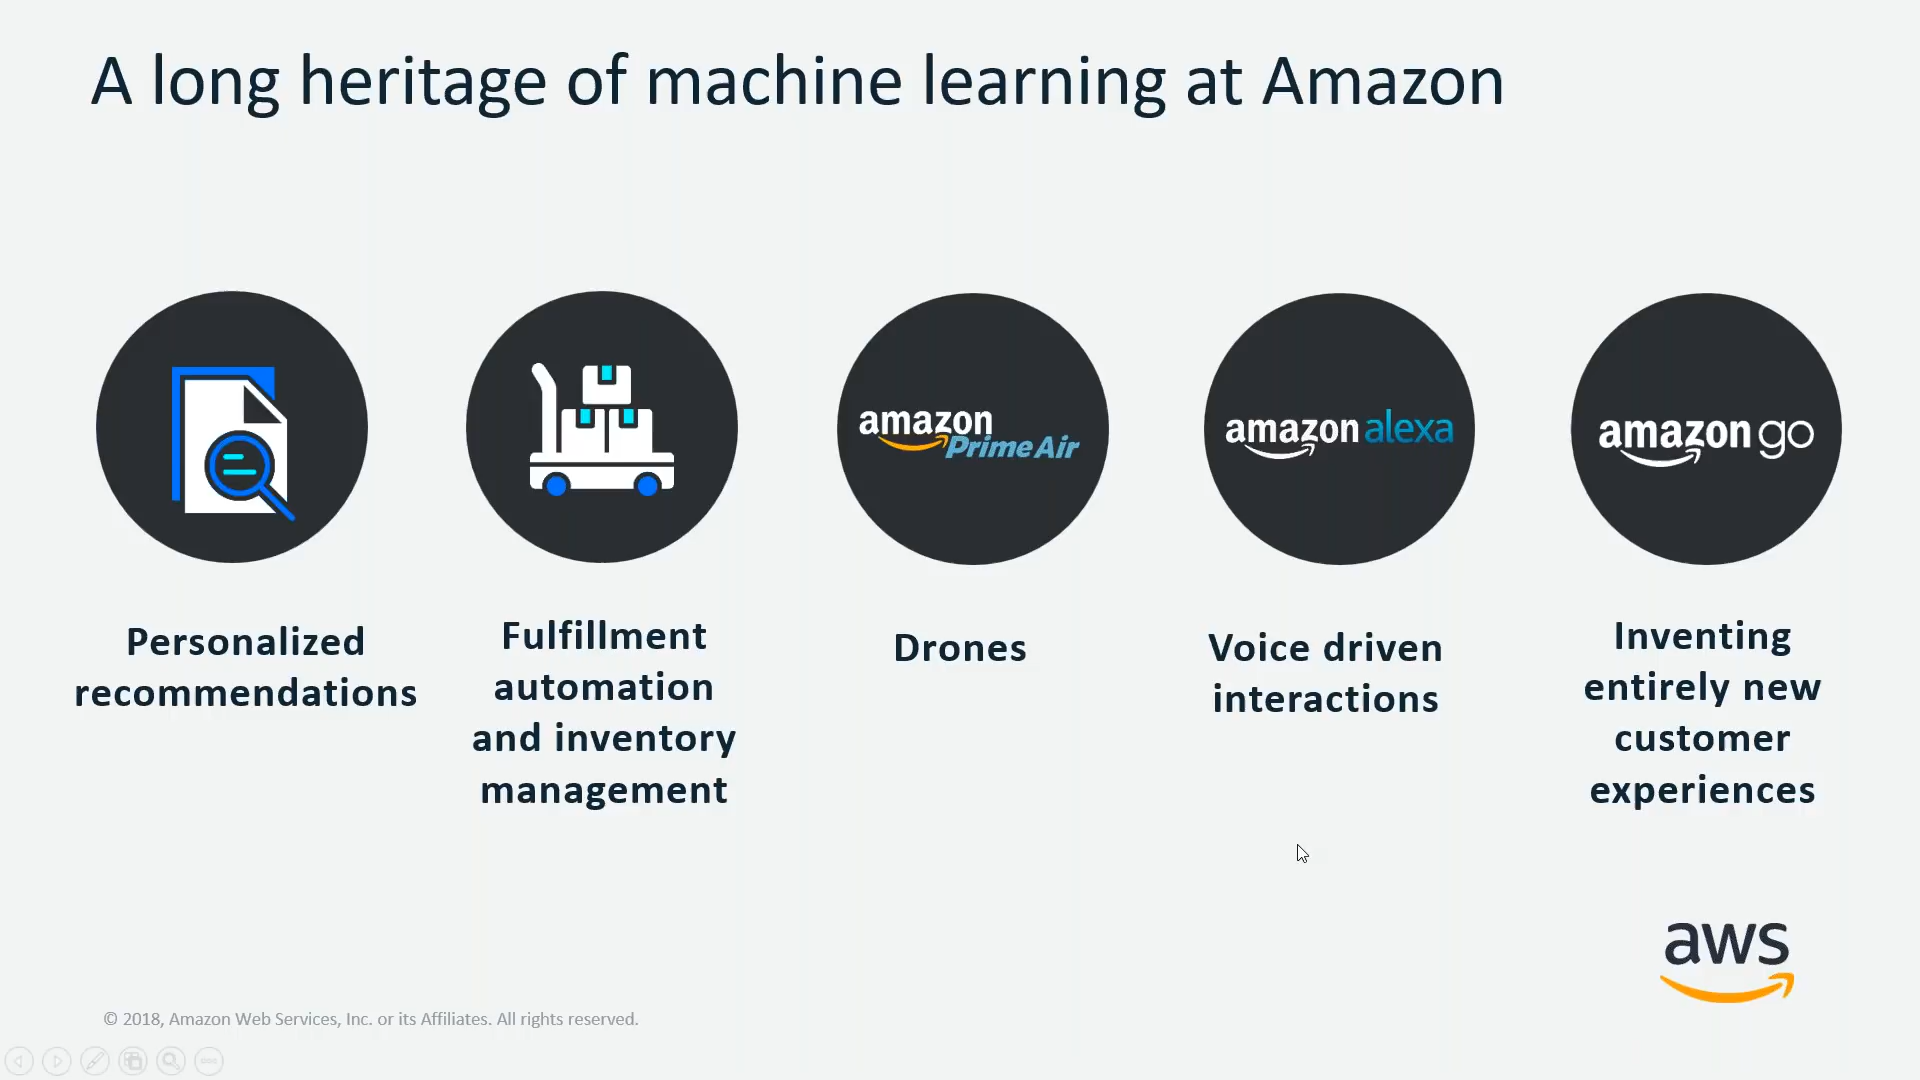 A long heritage of machine learning at Amazon
amazon
Prime Air
amazon alexa
amazon go
Personalized
recommendations
Fulfillment
automation
and inventory
management
Drones
Voice driven
interactions
Inventing
entirely new
customer
experiences
aws
© 2018, Amazon Web Services, Inc. or its Affiliates. All rights reserved.